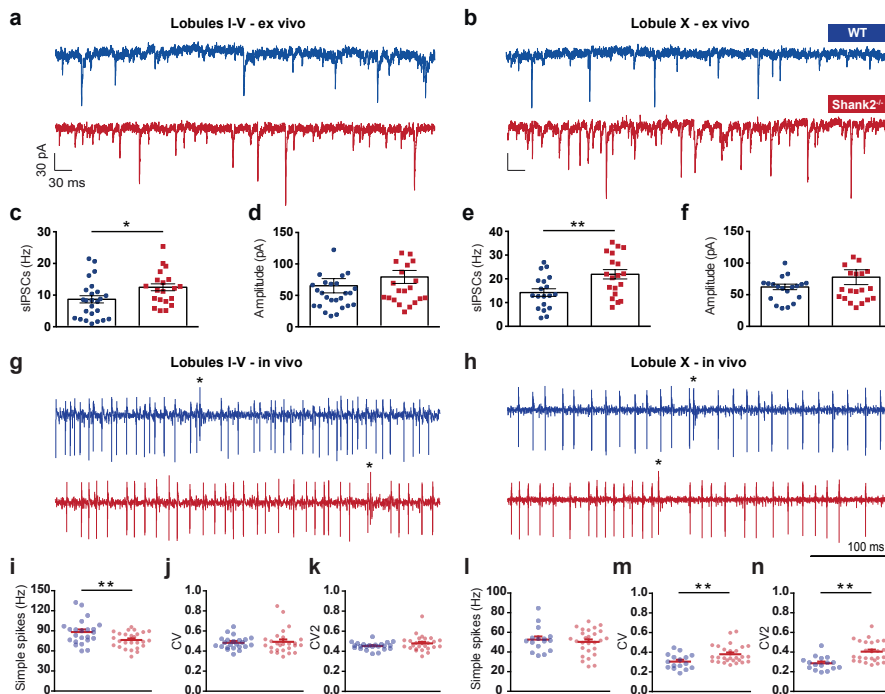 a Lobules I-V - ex vivo
b Lobule X - ex vivo
WT
Shank2-/-
30 pA
30 ms
c
*
sIPSCs (Hz)
30
20
10
0
d
Amplitude (pA)
150
100
50
0
e
**
sIPSCs (Hz)
40
30
20
10
0
f
Amplitude (pA)
150
100
50
0
g Lobules I-V - in vivo
*
*
h Lobule X - in vivo
*
*
100 ms
i
**
Simple spikes (Hz)
150
120
90
60
30
0
j
CV
1.0
0.8
0.6
0.4
0.2
0.0
k
CV2
1.0
0.8
0.6
0.4
0.2
0.0
l
Simple spikes (Hz)
100
80
60
40
20
0
m
**
CV
1.0
0.8
0.6
0.4
0.2
0.0
n
**
CV2
1.0
0.8
0.6
0.4
0.2
0.0